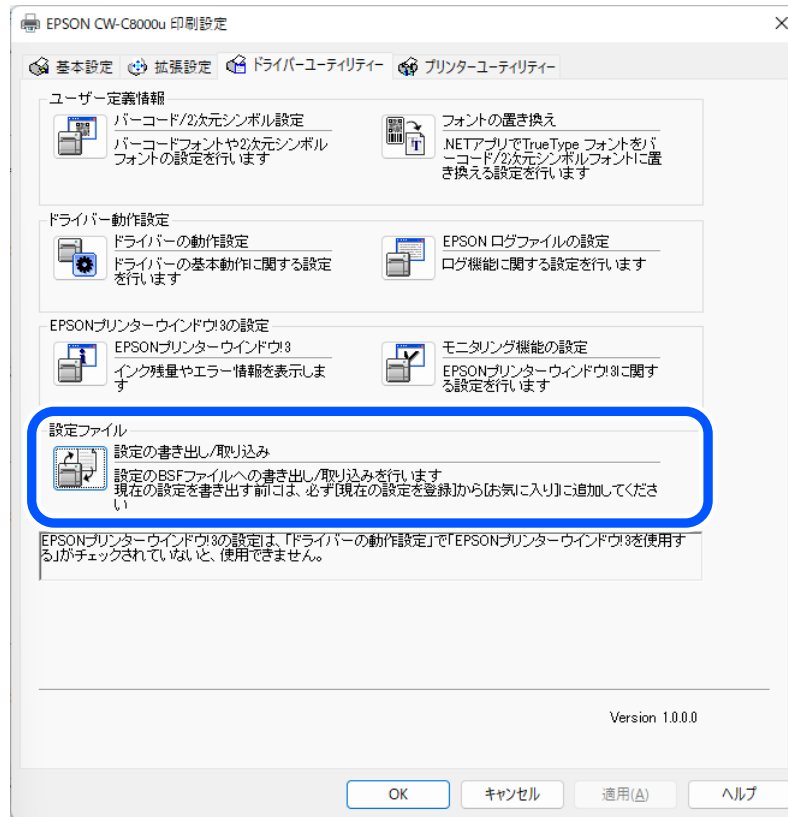 EPSON CW-C8000u 印刷設定
基本設定 拡張設定 ドライバーユーティリティー プリンターユーティリティー
ユーザー定義情報
バーコード/2次元シンボル設定
バーコードフォントや2次元シンボル
フォントの設定を行います
フォントの置き換え
.NETアプリでTrueType フォントをバ
ーコード/2次元シンボルフォントに置
き換える設定を行います
ドライバー動作設定
ドライバーの動作設定
ドライバーの基本動作に関する設定
を行います
EPSON ログファイルの設定
ログ機能に関する設定を行います
EPSONプリンターウインドウ!3の設定
EPSONプリンターウインドウ!3
インク残量やエラー情報を表示しま
す
モニタリング機能の設定
EPSONプリンターウィンドウ!3に関す
る設定を行います
設定ファイル
設定の書き出し/取り込み
設定のBSFファイルへの書き出し/取り込みを行います
現在の設定を書き出す前には、必ず[現在の設定を登録]から[お気に入り]に追加してくださ
い
EPSONプリンターウインドウ!3の設定は、「ドライバーの動作設定」で「EPSONプリンターウインドウ!3を使用す
る」がチェックされていないと、使用できません。
Version 1.0.0.0
OK キャンセル 適用(A) ヘルプ